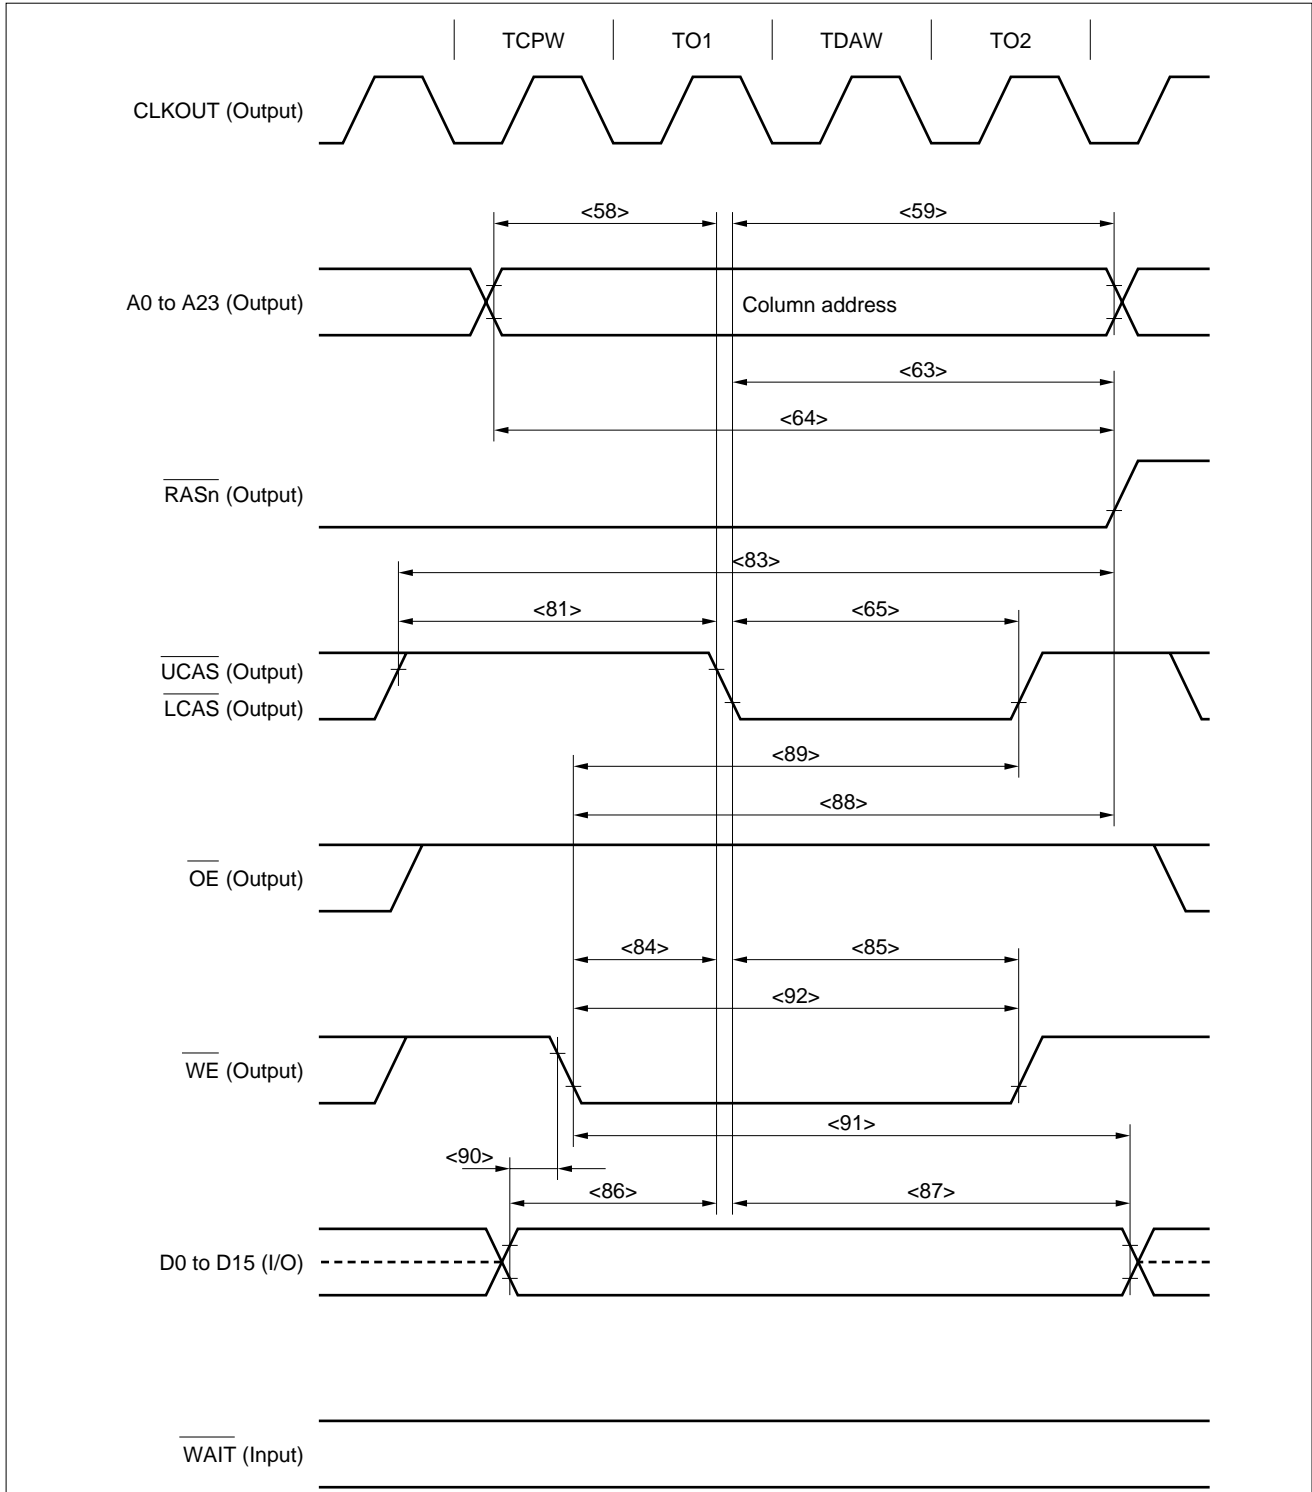 TCPW TO1 TDAW TO2
CLKOUT (Output)
<58> <59>
A0 to A23 (Output)
Column address
<63>
<64>
RASn (Output)
<83>
<81> <65>
UCAS (Output)
LCAS (Output)
<89>
<88>
OE (Output)
<84> <85>
<92>
WE (Output)
<91>
<90>
<86> <87>
D0 to D15 (I/O)
WAIT (Input)